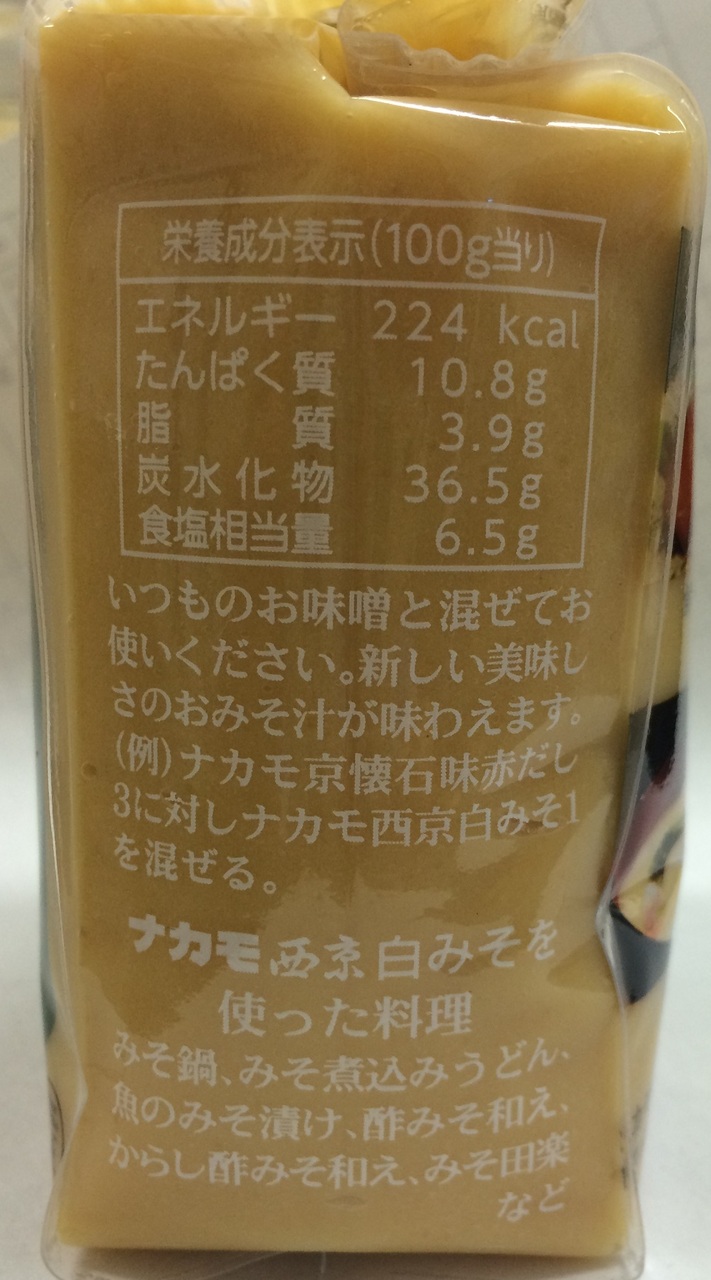 栄養成分表示(100g当り)
エネルギー 224 kcal
たんぱく質 10.8g
脂質 3.9g
炭水化物 36.5g
食塩相当量 6.5g
いつものお味噌と混ぜてお
使いください。新しい美味し
さのおみそ汁が味わえます。
(例)ナカモ京懐石味赤だし
3に対しナカモ西京白みそ1
を混ぜる。
ナカモ西京白みそを
使った料理
みそ鍋、みそ煮込みうどん、
魚のみそ漬け、酢みそ和え、
からし酢みそ和え、みそ田楽
など